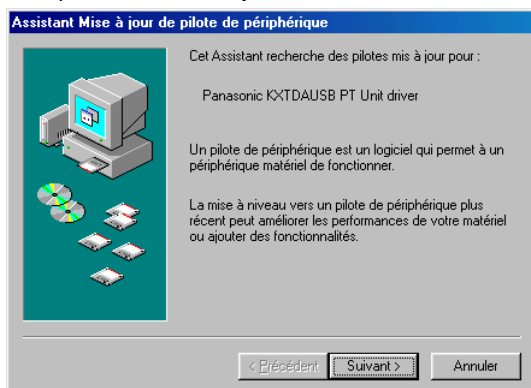 Assistant Mise à jour de pilote de périphérique
Cet Assistant recherche des pilotes mis à jour pour :
Panasonic KXTDAUSB PT Unit driver
Un pilote de périphérique est un logiciel qui permet à un
périphérique matériel de fonctionner.
La mise à niveau vers un pilote de périphérique plus
récent peut améliorer les performances de votre matériel
ou ajouter des fonctionnalités.
< Précédent
Suivant >
Annuler